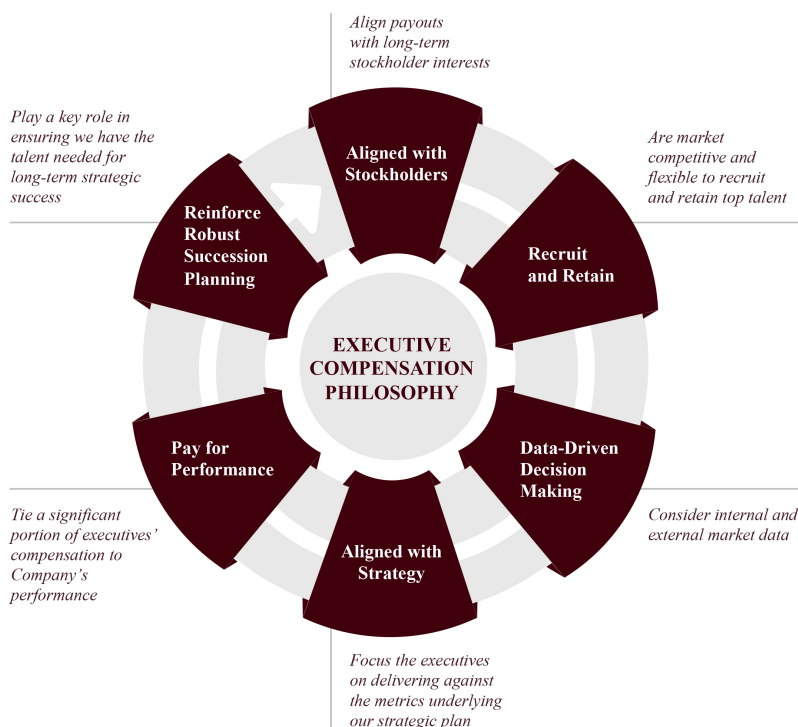 Align payouts
with long-term
stockholder interests
Aligned with
Stockholders
Are market
competitive and
flexible to recruit
and retain top talent
Recruit
and Retain
Data-Driven
Decision
Making
Consider internal and
external market data
Aligned with
Strategy
Focus the executives
on delivering against
the metrics underlying
our strategic plan
Pay for
Performance
Tie a significant
portion of executives’
compensation to
Company’s
performance
Reinforce
Robust
Succession
Planning
Play a key role in
ensuring we have the
talent needed for
long-term strategic
success
EXECUTIVE
COMPENSATION
PHILOSOPHY